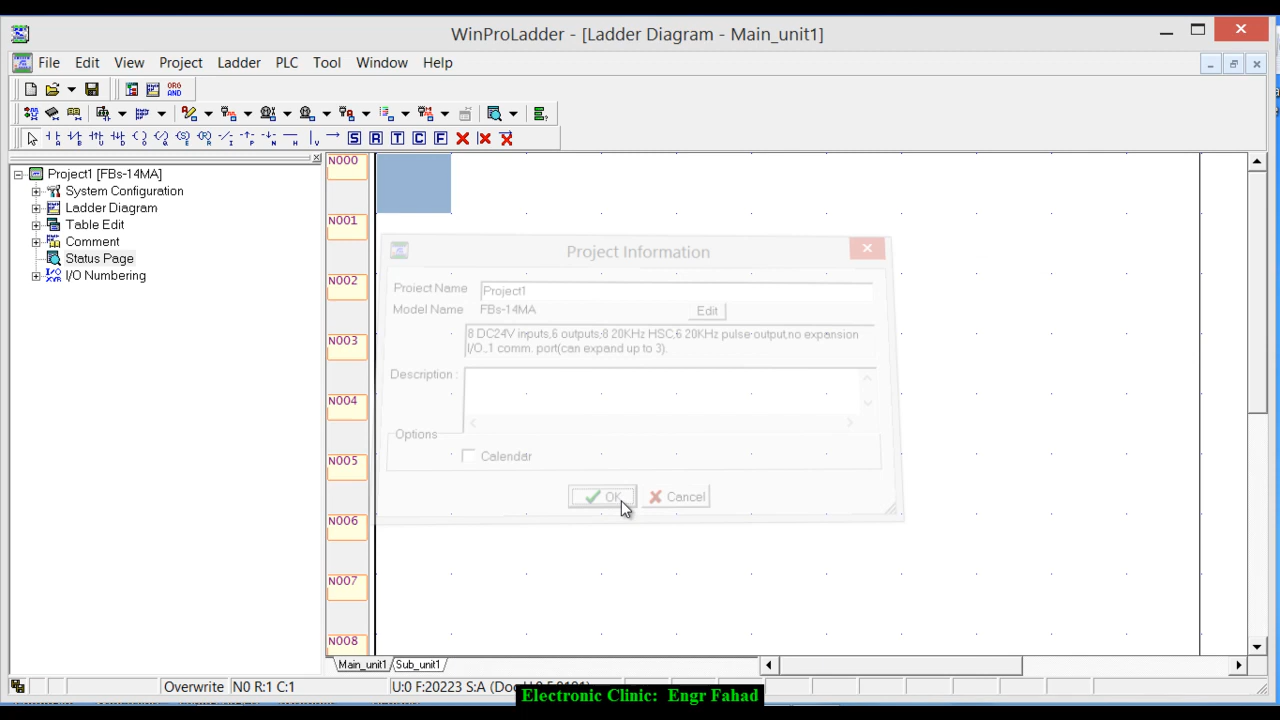 WinProLadder - [Ladder Diagram - Main_unit1]
File Edit View Project Ladder PLC Tool Window Help
ORG
AND
A B U D O Q S R I P N H V
S R T C F
Project1 [FBs-14MA]
System Configuration
Ladder Diagram
Table Edit
Comment
Status Page
I/O Numbering
N000
N001
N002
N003
N004
N005
N006
N007
N008
Project Information
Project Name Project1
Model Name FBs-14MA Edit
8 DC24V inputs,6 outputs,8 20KHz HSC,6 20KHz pulse output,no expansion
I/O,1 comm. port(can expand up to 3).
Description :
Options
Calendar
OK Cancel
Main_unit1 Sub_unit1
Overwrite N0 R:1 C:1 U:0 F:20223 S:A
Electronic Clinic: Engr Fahad